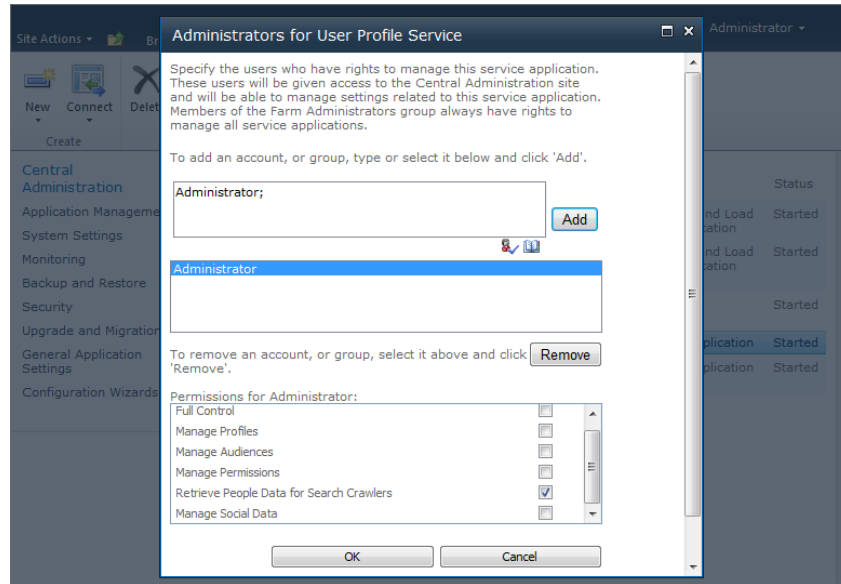 Site Actions
Br
Administrators for User Profile Service
Administrator
New
Connect
Delet
Create
Central
Administration
Application Manageme
System Settings
Monitoring
Backup and Restore
Security
Upgrade and Migration
General Application
Settings
Configuration Wizards
Specify the users who have rights to manage this service application.
These users will be given access to the Central Administration site
and will be able to manage settings related to this service application.
Members of the Farm Administrators group always have rights to
manage all service applications.
To add an account, or group, type or select it below and click 'Add'.
Administrator;
Add
Administrator
To remove an account, or group, select it above and click
'Remove'.
Remove
Permissions for Administrator:
Full Control
Manage Profiles
Manage Audiences
Manage Permissions
Retrieve People Data for Search Crawlers
Manage Social Data
OK
Cancel
Status
nd Load
cation
Started
nd Load
cation
Started
Started
plication
Started
plication
Started